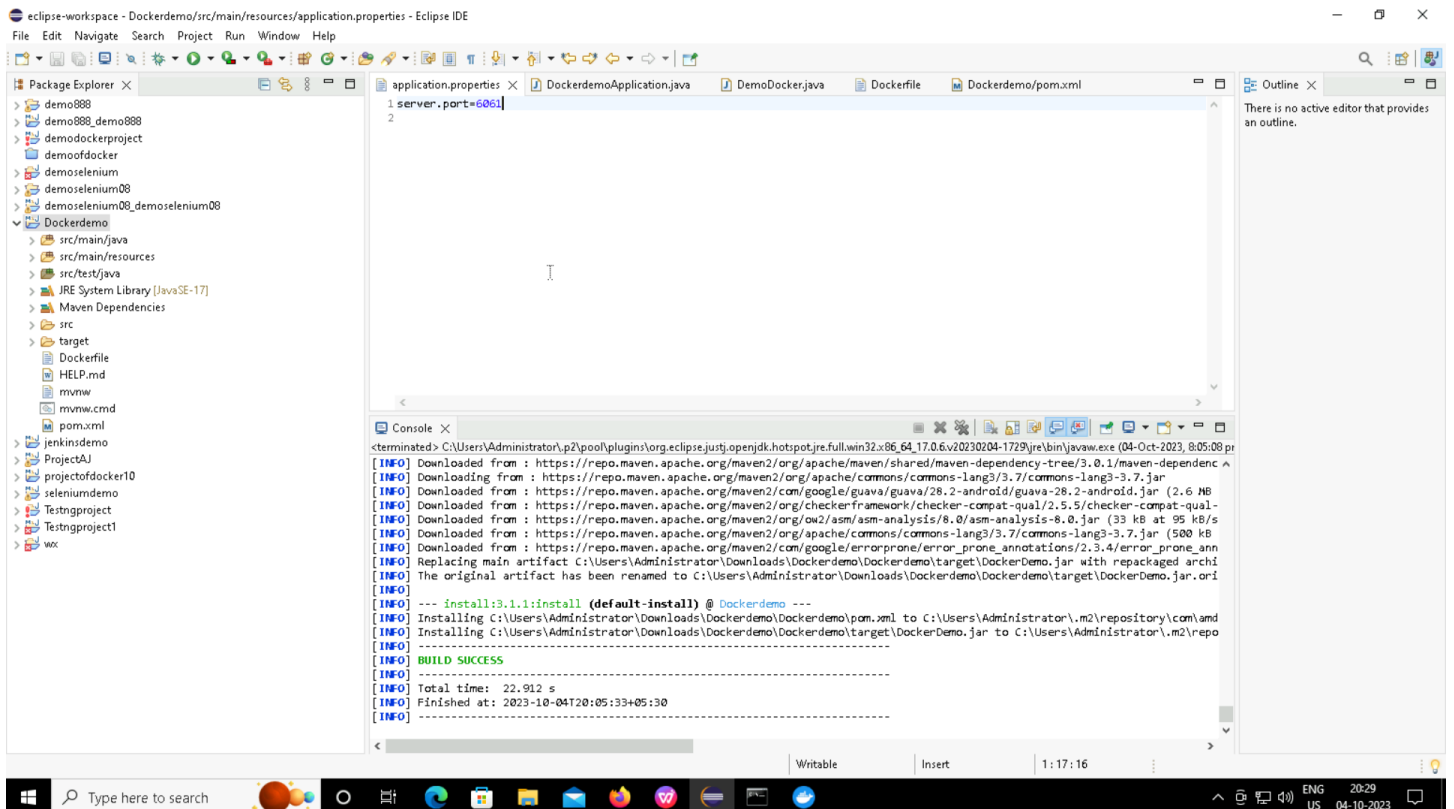 eclipse-workspace - Dockerdemo/src/main/resources/application.properties - Eclipse IDE
File Edit Navigate Search Project Run Window Help
Package Explorer
demo888
demo888_demo888
demodockerproject
demoofdocker
demoselenium
demoselenium08
demoselenium08_demoselenium08
Dockerdemo
src/main/java
src/main/resources
src/test/java
JRE System Library [JavaSE-17]
Maven Dependencies
src
target
Dockerfile
HELP.md
mvnw
mvnw.cmd
pom.xml
jenkinsdemo
ProjectAJ
projectofdocker10
seleniumdemo
Testngproject
Testngproject1
wx
application.properties DockerdemoApplication.java DemoDocker.java Dockerfile Dockerdemo/pom.xml
1 server.port=6061
2
Outline
There is no active editor that provides
an outline.
Console
<terminated> C:\Users\Administrator\.p2\pool\plugins\org.eclipse.justj.openjdk.hotspot.jre.full.win32.x86_64_17.0.6.v20230204-1729\jre\bin\javaw.exe (04-Oct-2023, 8:05:08 pr
[INFO] Downloaded from : https://repo.maven.apache.org/maven2/org/apache/maven/shared/maven-dependency-tree/3.0.1/maven-dependenc
[INFO] Downloading from : https://repo.maven.apache.org/maven2/org/apache/commons/commons-lang3/3.7/commons-lang3-3.7.jar
[INFO] Downloaded from : https://repo.maven.apache.org/maven2/com/google/guava/guava/28.2-android/guava-28.2-android.jar (2.6 MB
[INFO] Downloaded from : https://repo.maven.apache.org/maven2/org/checkerframework/checker-compat-qual/2.5.5/checker-compat-qual-
[INFO] Downloaded from : https://repo.maven.apache.org/maven2/org/ow2/asm/asm-analysis/8.0/asm-analysis-8.0.jar (33 kB at 95 kB/s
[INFO] Downloaded from : https://repo.maven.apache.org/maven2/org/apache/commons/commons-lang3/3.7/commons-lang3-3.7.jar (500 kB
[INFO] Downloaded from : https://repo.maven.apache.org/maven2/com/google/errorprone/error_prone_annotations/2.3.4/error_prone_ann
[INFO] Replacing main artifact C:\Users\Administrator\Downloads\Dockerdemo\Dockerdemo\target\DockerDemo.jar with repackaged archi
[INFO] The original artifact has been renamed to C:\Users\Administrator\Downloads\Dockerdemo\Dockerdemo\target\DockerDemo.jar.ori
[INFO]
[INFO] --- install:3.1.1:install (default-install) @ Dockerdemo ---
[INFO] Installing C:\Users\Administrator\Downloads\Dockerdemo\Dockerdemo\pom.xml to C:\Users\Administrator\.m2\repository\com\amd
[INFO] Installing C:\Users\Administrator\Downloads\Dockerdemo\Dockerdemo\target\DockerDemo.jar to C:\Users\Administrator\.m2\repo
[INFO] ------------------------------------------------------------------------
[INFO] BUILD SUCCESS
[INFO] ------------------------------------------------------------------------
[INFO] Total time:  22.912 s
[INFO] Finished at: 2023-10-04T20:05:33+05:30
[INFO] ------------------------------------------------------------------------
Writable Insert 1 : 17 : 16
Type here to search
ENG 20:29
US 04-10-2023